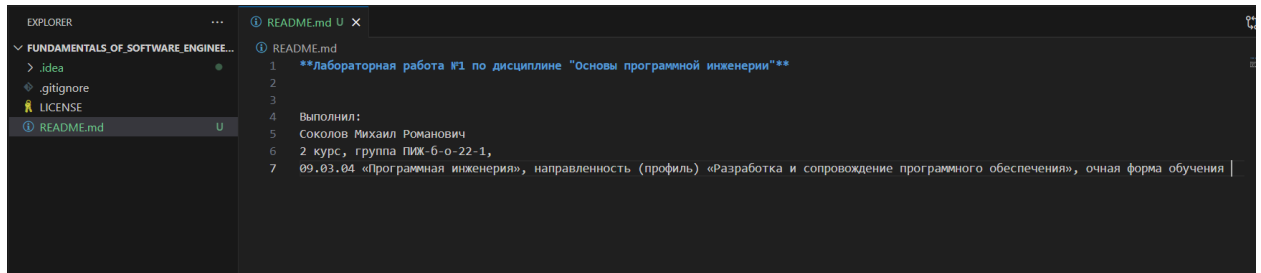 EXPLORER ...
README.md U ×
FUNDAMENTALS_OF_SOFTWARE_ENGINEE...
.idea
.gitignore
LICENSE
README.md U
README.md
1 **Лабораторная работа №1 по дисциплине "Основы программной инженерии"**
2
3
4 Выполнил:
5 Соколов Михаил Романович
6 2 курс, группа ПИЖ-б-о-22-1,
7 09.03.04 «Программная инженерия», направленность (профиль) «Разработка и сопровождение программного обеспечения», очная форма обучения